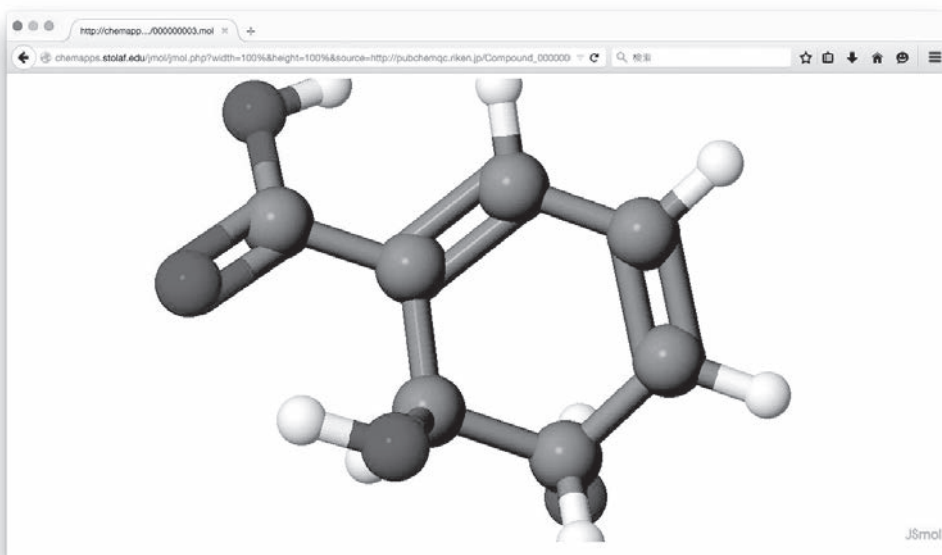 http://chemapp.../000000003.mol
chemapps.stolaf.edu/jmol/jmol.php?width=100%&height=100%&source=http://pubchemqc.riken.jp/Compound_000000
検索
JSmol